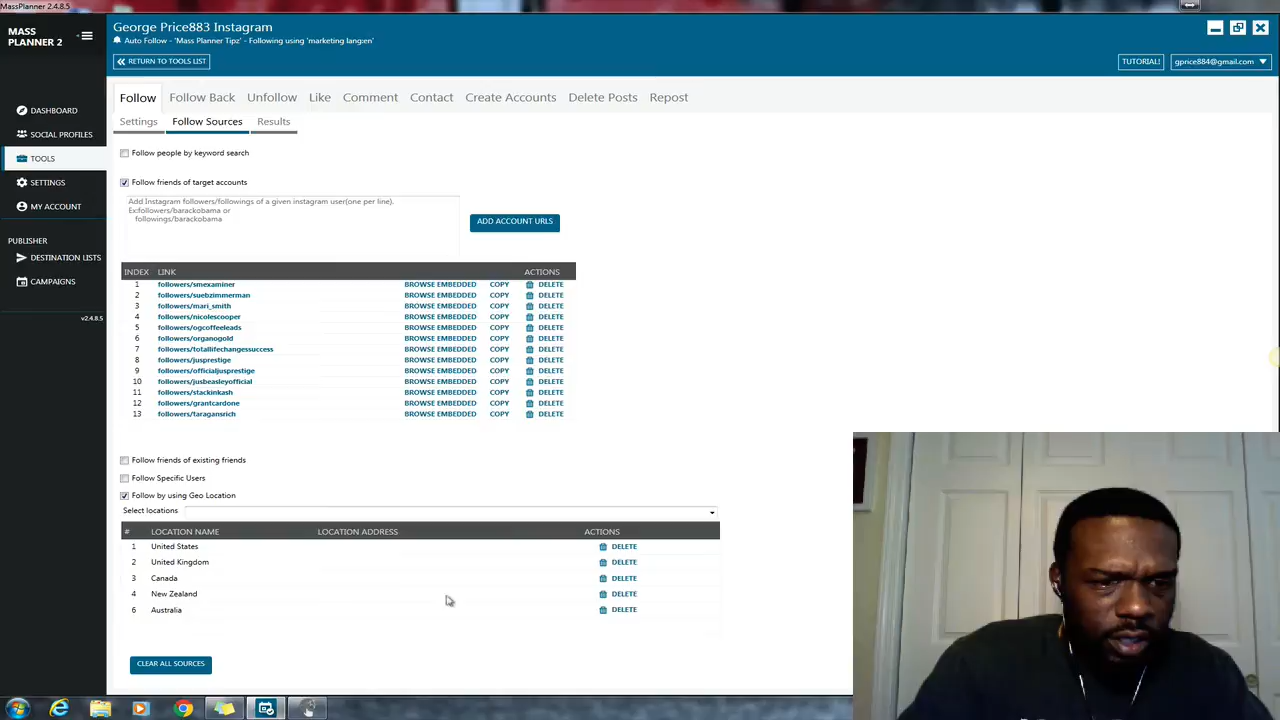 MassPlanner 2.4.8.5
MASS
PLANNER 2
George Price883 Instagram
Auto Follow - 'Mass Planner Tipz' - Following using 'marketing lang:en'
RETURN TO TOOLS LIST
TUTORIAL!
gprice884@gmail.com
DASHBOARD
SOCIAL PROFILES
TOOLS
SETTINGS
MY ACCOUNT
PUBLISHER
DESTINATION LISTS
CAMPAIGNS
v2.4.8.5
Follow Follow Back Unfollow Like Comment Contact Create Accounts Delete Posts Repost
Settings Follow Sources Results
Follow people by keyword search
Follow friends of target accounts
Add Instagram followers/followings of a given instagram user(one per line).
Ex:followers/barackobama or
followings/barackobama
ADD ACCOUNT URLS
INDEX LINK ACTIONS
1 followers/smexaminer BROWSE EMBEDDED COPY DELETE
2 followers/suebzimmerman BROWSE EMBEDDED COPY DELETE
3 followers/mari_smith BROWSE EMBEDDED COPY DELETE
4 followers/nicolescooper BROWSE EMBEDDED COPY DELETE
5 followers/ogcoffeeleads BROWSE EMBEDDED COPY DELETE
6 followers/organogold BROWSE EMBEDDED COPY DELETE
7 followers/totallifechangessuccess BROWSE EMBEDDED COPY DELETE
8 followers/jusprestige BROWSE EMBEDDED COPY DELETE
9 followers/officialjusprestige BROWSE EMBEDDED COPY DELETE
10 followers/jusbeasleyofficial BROWSE EMBEDDED COPY DELETE
11 followers/stackinkash BROWSE EMBEDDED COPY DELETE
12 followers/grantcardone BROWSE EMBEDDED COPY DELETE
13 followers/taragansrich BROWSE EMBEDDED COPY DELETE
Follow friends of existing friends
Follow Specific Users
Follow by using Geo Location
Select locations
# LOCATION NAME LOCATION ADDRESS ACTIONS
1 United States DELETE
2 United Kingdom DELETE
3 Canada DELETE
4 New Zealand DELETE
6 Australia DELETE
CLEAR ALL SOURCES